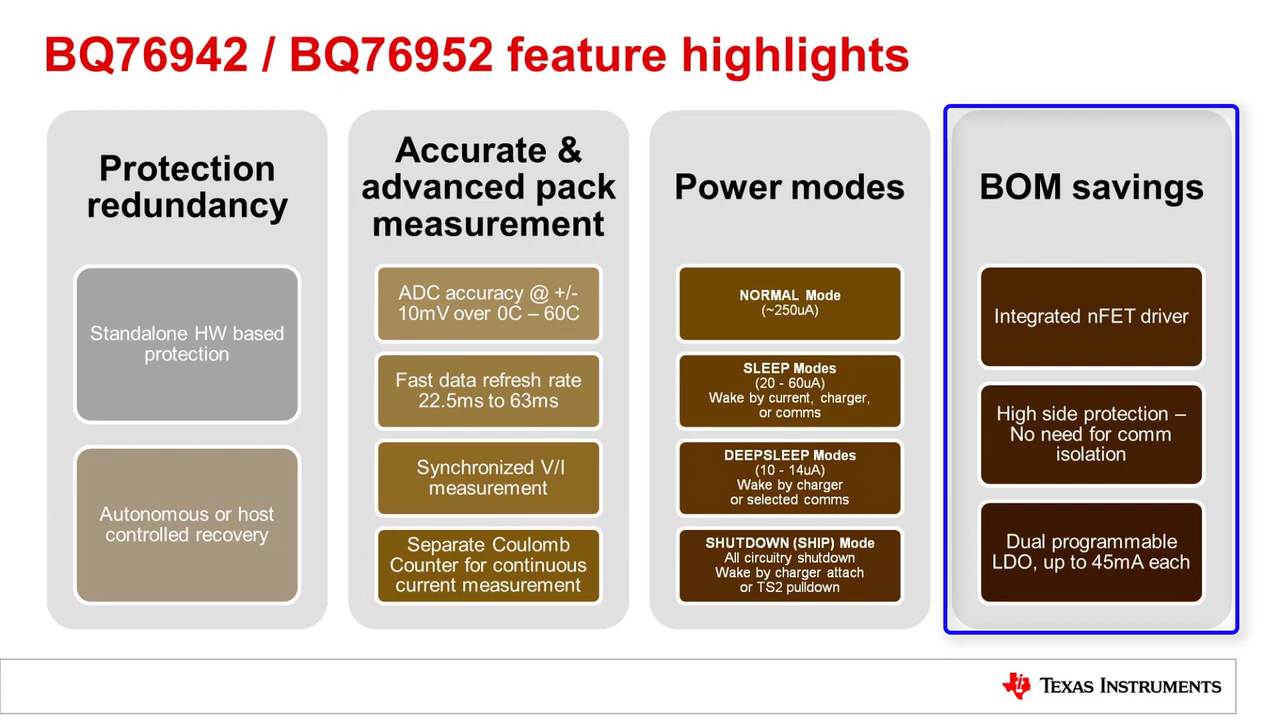 BQ76942 / BQ76952 feature highlights
Protection
redundancy
Standalone HW based
protection
Autonomous or host
controlled recovery
Accurate &
advanced pack
measurement
ADC accuracy @ +/-
10mV over 0C – 60C
Fast data refresh rate
22.5ms to 63ms
Synchronized V/I
measurement
Separate Coulomb
Counter for continuous
current measurement
Power modes
NORMAL Mode
(~250uA)
SLEEP Modes
(20 - 60uA)
Wake by current, charger,
or comms
DEEPSLEEP Modes
(10 - 14uA)
Wake by charger
or selected comms
SHUTDOWN (SHIP) Mode
All circuitry shutdown
Wake by charger attach
or TS2 pulldown
BOM savings
Integrated nFET driver
High side protection –
No need for comm
isolation
Dual programmable
LDO, up to 45mA each
TEXAS INSTRUMENTS